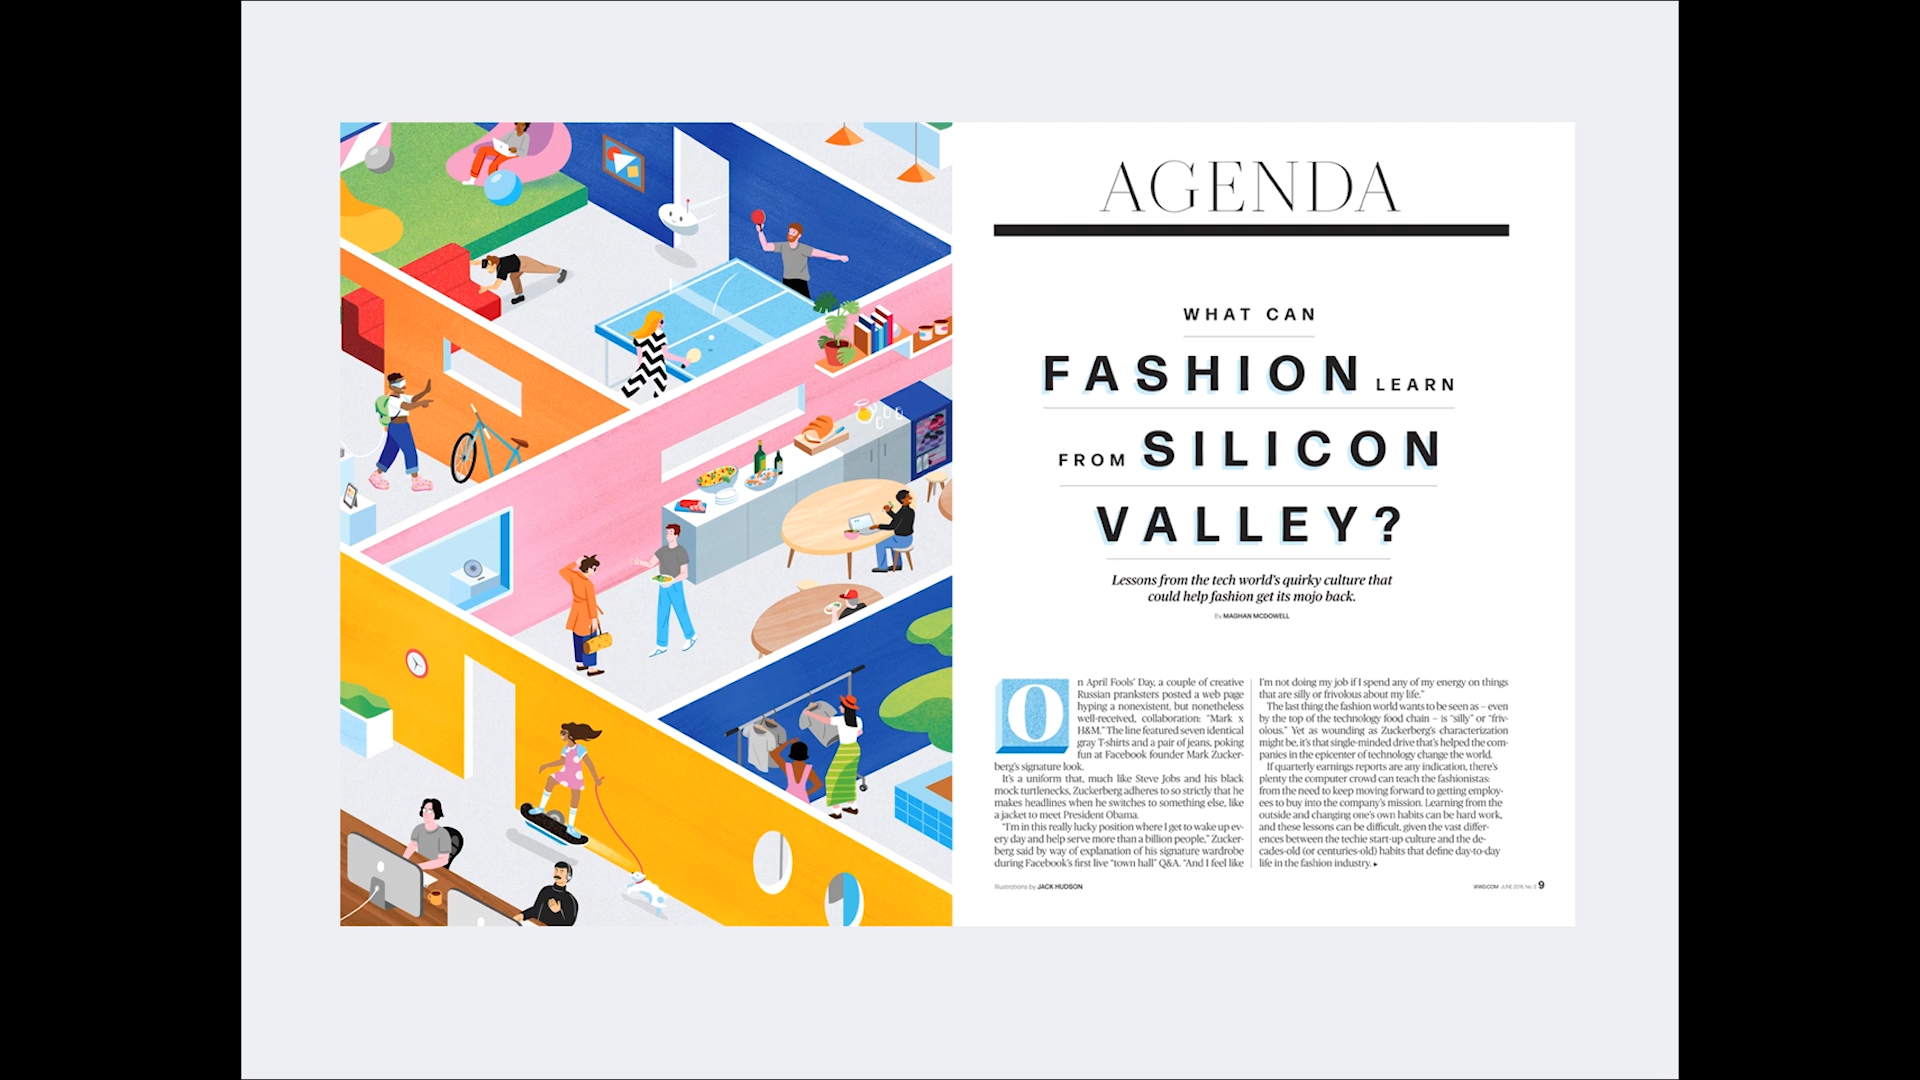 AGENDA
WHAT CAN
FASHION LEARN
FROM SILICON
VALLEY?
Lessons from the tech world's quirky culture that
could help fashion get its mojo back.
By MAGHAN MCDOWELL
On April Fools' Day, a couple of creative
Russian pranksters posted a web page
hyping a nonexistent, but nonetheless
well-received, collaboration: “Mark x
H&M.” The line featured seven identical
gray T-shirts and a pair of jeans, poking
fun at Facebook founder Mark Zucker-
berg's signature look.
It's a uniform that, much like Steve Jobs and his black
mock turtlenecks, Zuckerberg adheres to so strictly that he
makes headlines when he switches to something else, like
a jacket to meet President Obama.
“I'm in this really lucky position where I get to wake up ev-
ery day and help serve more than a billion people,” Zucker-
berg said by way of explanation of his signature wardrobe
during Facebook's first live “town hall” Q&A. “And I feel like
I'm not doing my job if I spend any of my energy on things
that are silly or frivolous about my life.”
The last thing the fashion world wants to be seen as – even
by the top of the technology food chain – is “silly” or “friv-
olous.” Yet as wounding as Zuckerberg's characterization
might be, it's that single-minded drive that's helped the com-
panies in the epicenter of technology change the world.
If quarterly earnings reports are any indication, there's
plenty the computer crowd can teach the fashionistas:
from the need to keep moving forward to getting employ-
ees to buy into the company's mission. Learning from the
outside and changing one's own habits can be hard work,
and these lessons can be difficult, given the vast differ-
ences between the techie start-up culture and the de-
cades-old (or centuries-old) habits that define day-to-day
life in the fashion industry. ▸
Illustrations by JACK HUDSON
WWD.COM JUNE 2016, No. 3 9